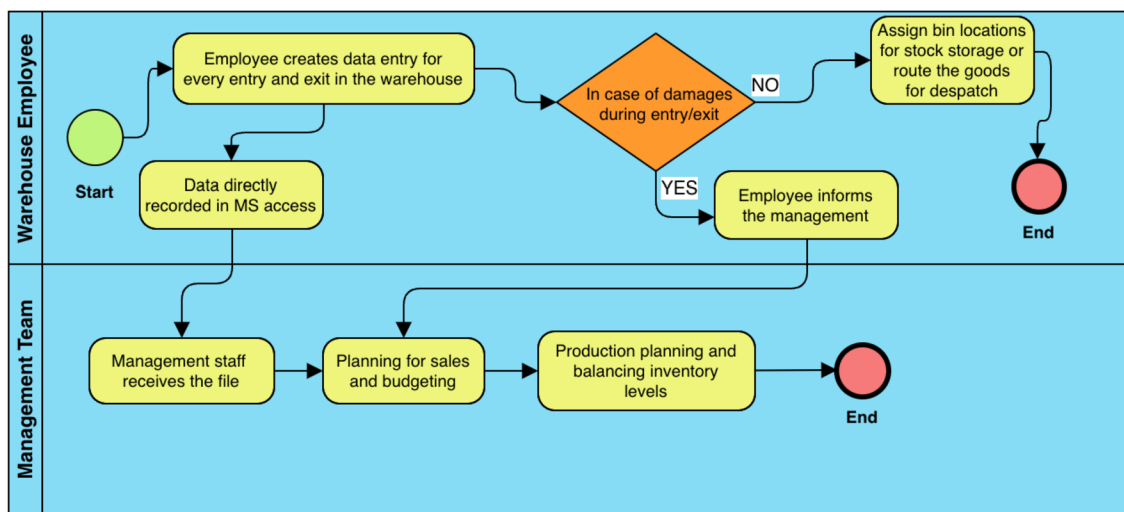 Warehouse Employee
Start
Employee creates data entry for
every entry and exit in the warehouse
Data directly
recorded in MS access
In case of damages
during entry/exit
NO
YES
Assign bin locations
for stock storage or
route the goods
for despatch
End
Employee informs
the management
Management Team
Management staff
receives the file
Planning for sales
and budgeting
Production planning and
balancing inventory
levels
End